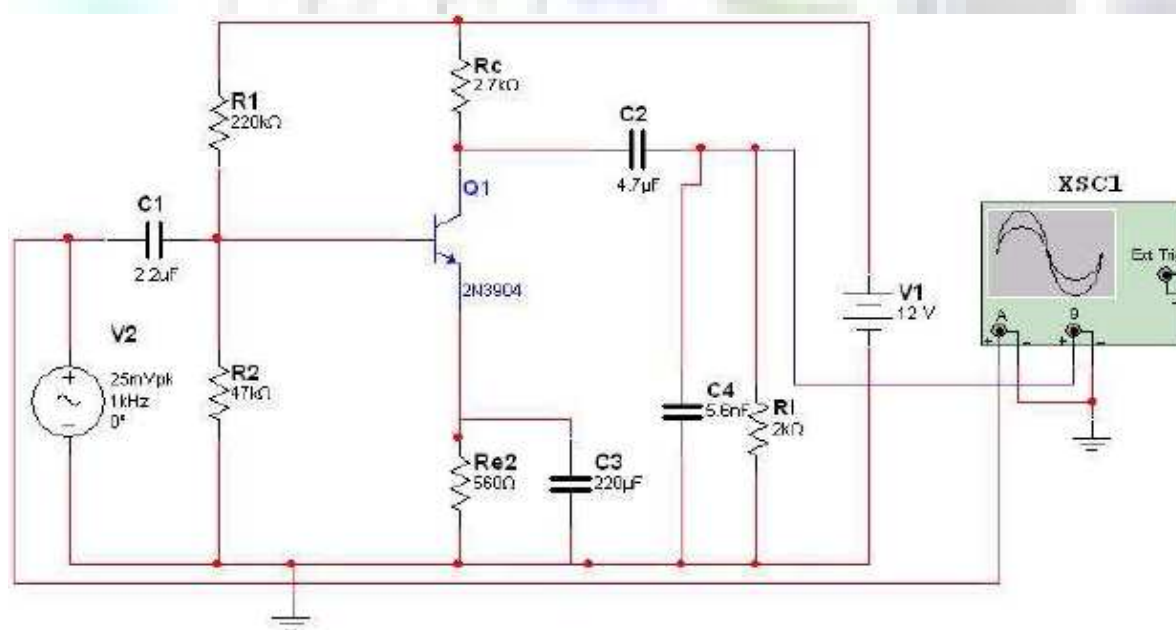 Rc
2.7kΩ
R1
220kΩ
C2
4.7µF
XSC1
Q1
C1
2.2µF
Ext Tri
2N3904
V1
12 V
A
B
V2
25mVpk
1kHz
0°
R2
47kΩ
C4
5.6nF
Rl
2kΩ
Re2
560Ω
C3
220µF